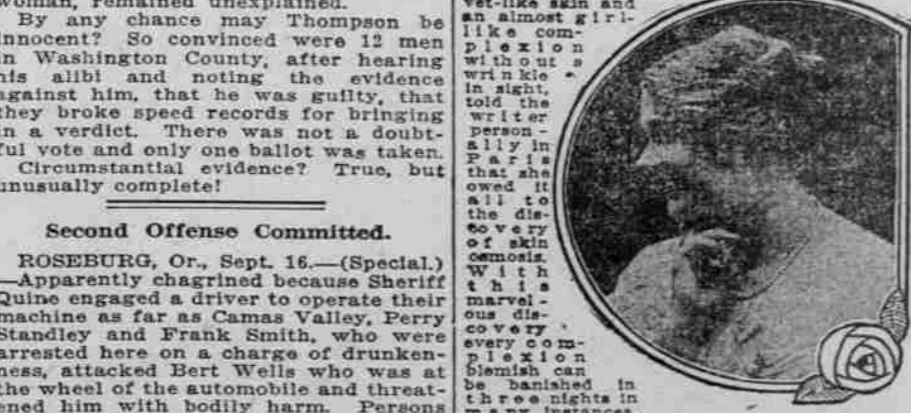 woman, remained unexplained.
By any chance may Thompson be
innocent? So convinced were 12 men
in Washington County, after hearing
his alibi and noting the evidence
against him, that he was guilty, that
they broke speed records for bringing
in a verdict. There was not a doubt-
ful vote and only one ballot was taken.
Circumstantial evidence? True, but
unusually complete!
Second Offense Committed.
ROSEBURG, Or., Sept. 16.—(Special.)
—Apparently chagrined because Sheriff
Quine engaged a driver to operate their
machine as far as Camas Valley, Perry
Standley and Frank Smith, who were
arrested here on a charge of drunken-
ness, attacked Bert Wells who was at
the wheel of the automobile and threat-
ened him with bodily harm. Persons
vet-like skin and
an almost girl-
like com-
plexion
without a
wrinkle
in sight,
told the
writer
person-
ally in
Paris
that she
owed it
all to
the dis-
covery
of skin
osmosis.
With
this
marvel-
ous dis-
covery
every com-
plexion
blemish can
be banished in
three nights in
many instances.